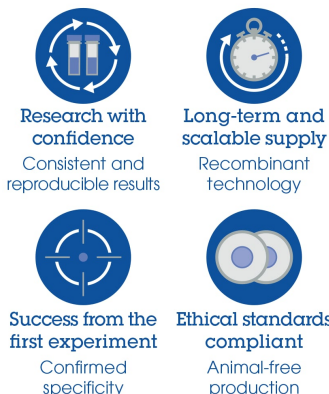 Research with
confidence
Consistent and
reproducible results
Long-term and
scalable supply
Recombinant
technology
Success from the
first experiment
Confirmed
specificity
Ethical standards
compliant
Animal-free
production